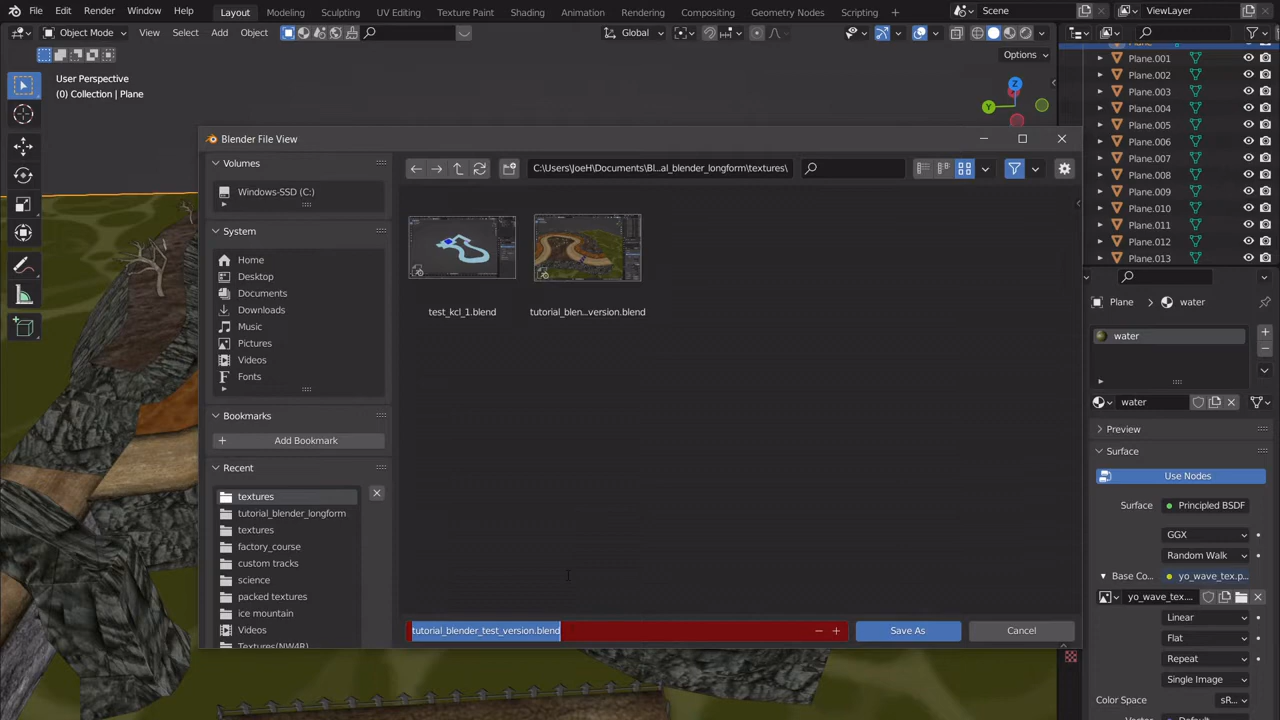 File Edit Render Window Help Layout Modeling Sculpting UV Editing Texture Paint Shading Animation Rendering Compositing Geometry Nodes Scripting Scene ViewLayer
Object Mode View Select Add Object Global
Options
User Perspective
(0) Collection | Plane
Plane.001
Plane.002
Plane.003
Plane.004
Plane.005
Plane.006
Plane.007
Plane.008
Plane.009
Plane.010
Plane.011
Plane.012
Plane.013
Blender File View
Volumes
Windows-SSD (C:)
System
Home
Desktop
Documents
Downloads
Music
Pictures
Videos
Fonts
Bookmarks
Add Bookmark
Recent
textures
tutorial_blender_longform
textures
factory_course
custom tracks
science
packed textures
ice mountain
Videos
Textures(NW4R)
C:\Users\JoeH\Documents\Bl...al_blender_longform\textures\
test_kcl_1.blend
tutorial_blen...version.blend
tutorial_blender_test_version.blend
Save As
Cancel
Plane water
water
water
Preview
Surface
Use Nodes
Surface Principled BSDF
GGX
Random Walk
Base Co... yo_wave_tex.p...
yo_wave_tex....
Linear
Flat
Repeat
Single Image
Color Space sR...
Vector Default